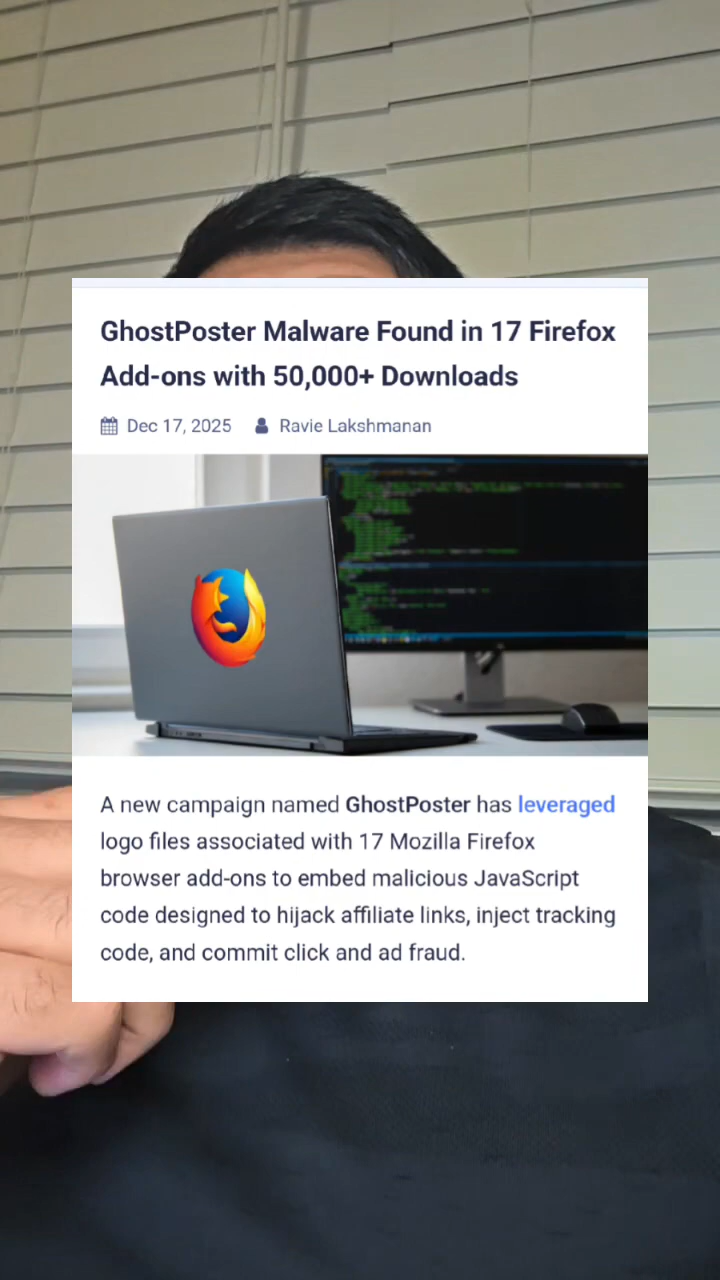 GhostPoster Malware Found in 17 Firefox
Add-ons with 50,000+ Downloads
Dec 17, 2025 Ravie Lakshmanan
A new campaign named GhostPoster has leveraged
logo files associated with 17 Mozilla Firefox
browser add-ons to embed malicious JavaScript
code designed to hijack affiliate links, inject tracking
code, and commit click and ad fraud.